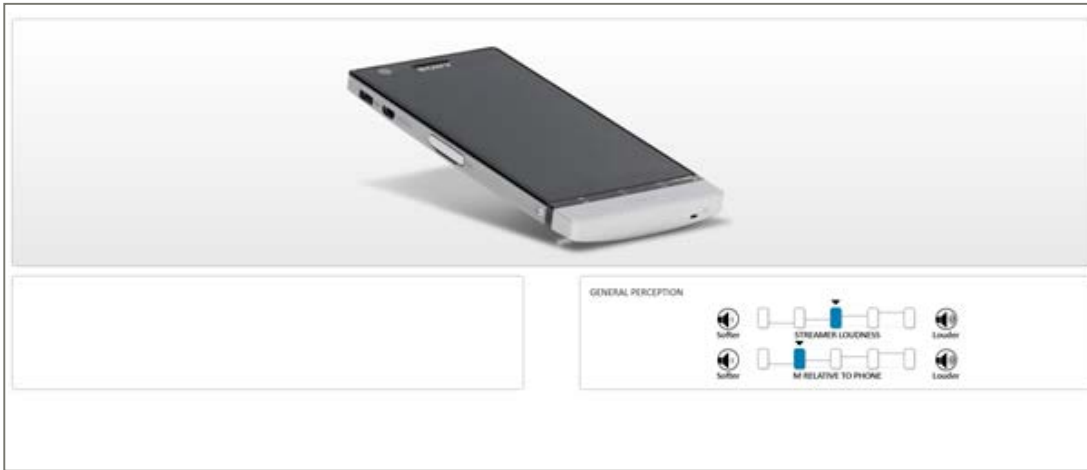 SONY
GENERAL PERCEPTION
Softer
STREAMER LOUDNESS
Louder
Softer
M RELATIVE TO PHONE
Louder